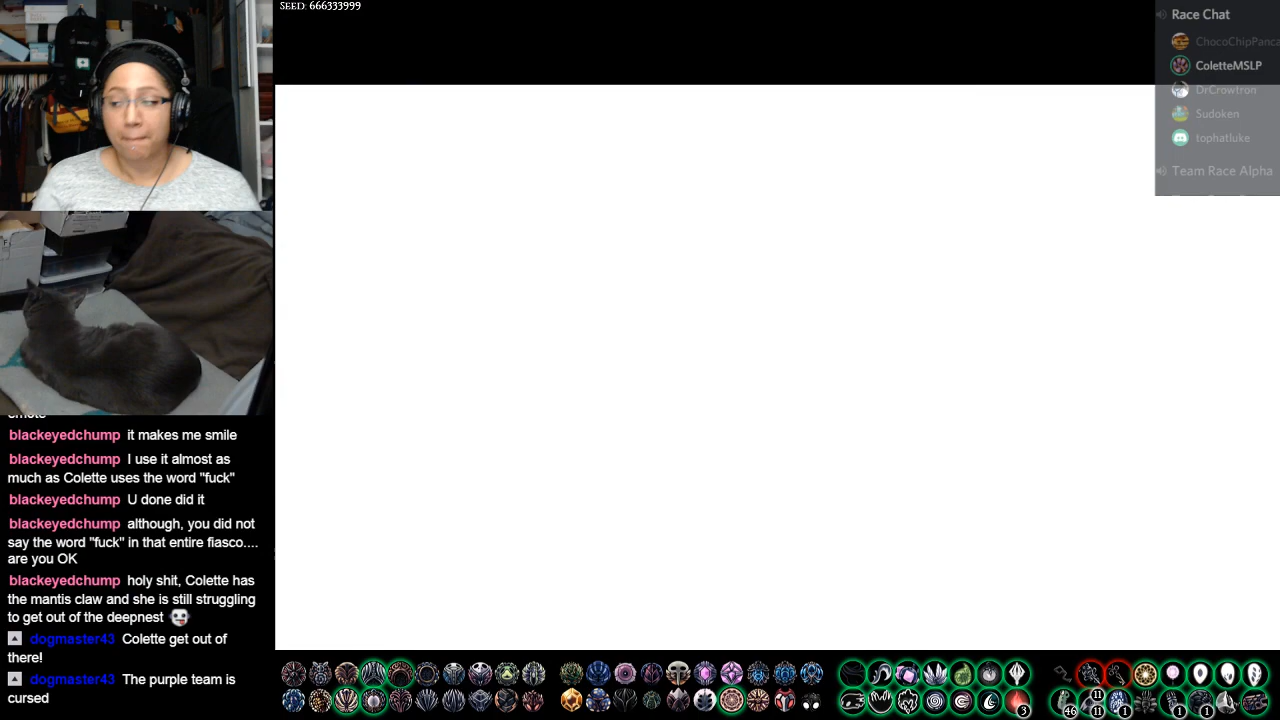 SEED: 666333999
Race Chat
ChocoChipPanc
ColetteMSLP
DrCrowtron
Sudoken
tophatluke
Team Race Alpha
blackeyedchump it makes me smile
blackeyedchump I use it almost as
much as Colette uses the word "fuck"
blackeyedchump U done did it
blackeyedchump although, you did not
say the word "fuck" in that entire fiasco....
are you OK
blackeyedchump holy shit, Colette has
the mantis claw and she is still struggling
to get out of the deepnest
dogmaster43 Colette get out of
there!
dogmaster43 The purple team is
cursed
3
46
11
11
1
1
1